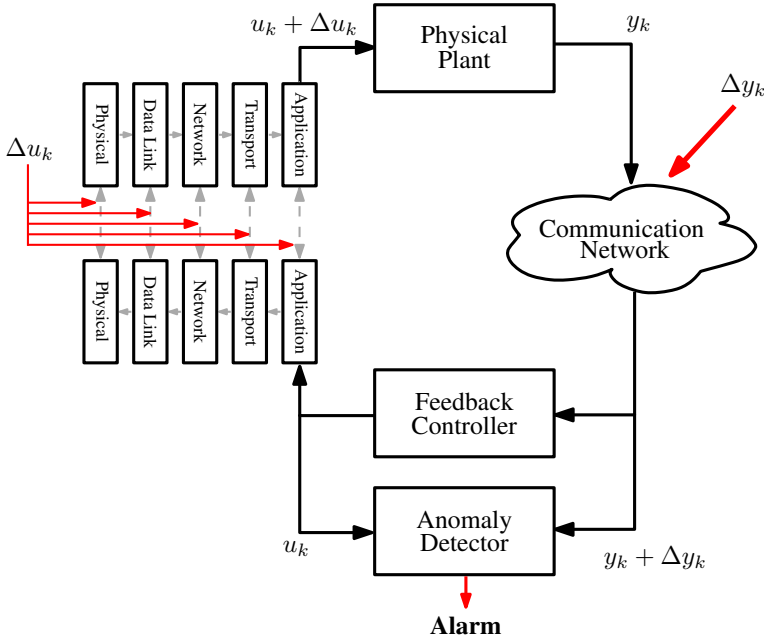 u_k + Δu_k
Physical
Plant
y_k
Δy_k
Physical
Data Link
Network
Transport
Application
Δu_k
Communication
Network
Physical
Data Link
Network
Transport
Application
Feedback
Controller
Anomaly
Detector
u_k
y_k + Δy_k
Alarm